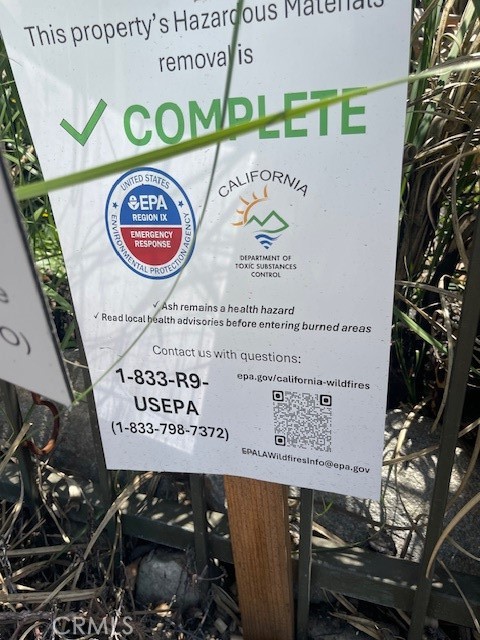 This property's Hazardous Materials
removal is
✓ COMPLETE
UNITED STATES
EPA
REGION IX
EMERGENCY
RESPONSE
ENVIRONMENTAL PROTECTION AGENCY
CALIFORNIA
DEPARTMENT OF
TOXIC SUBSTANCES
CONTROL
✓ Ash remains a health hazard
✓ Read local health advisories before entering burned areas
Contact us with questions:
1-833-R9-
USEPA
(1-833-798-7372)
epa.gov/california-wildfires
EPALAWildfiresInfo@epa.gov
CRMLS